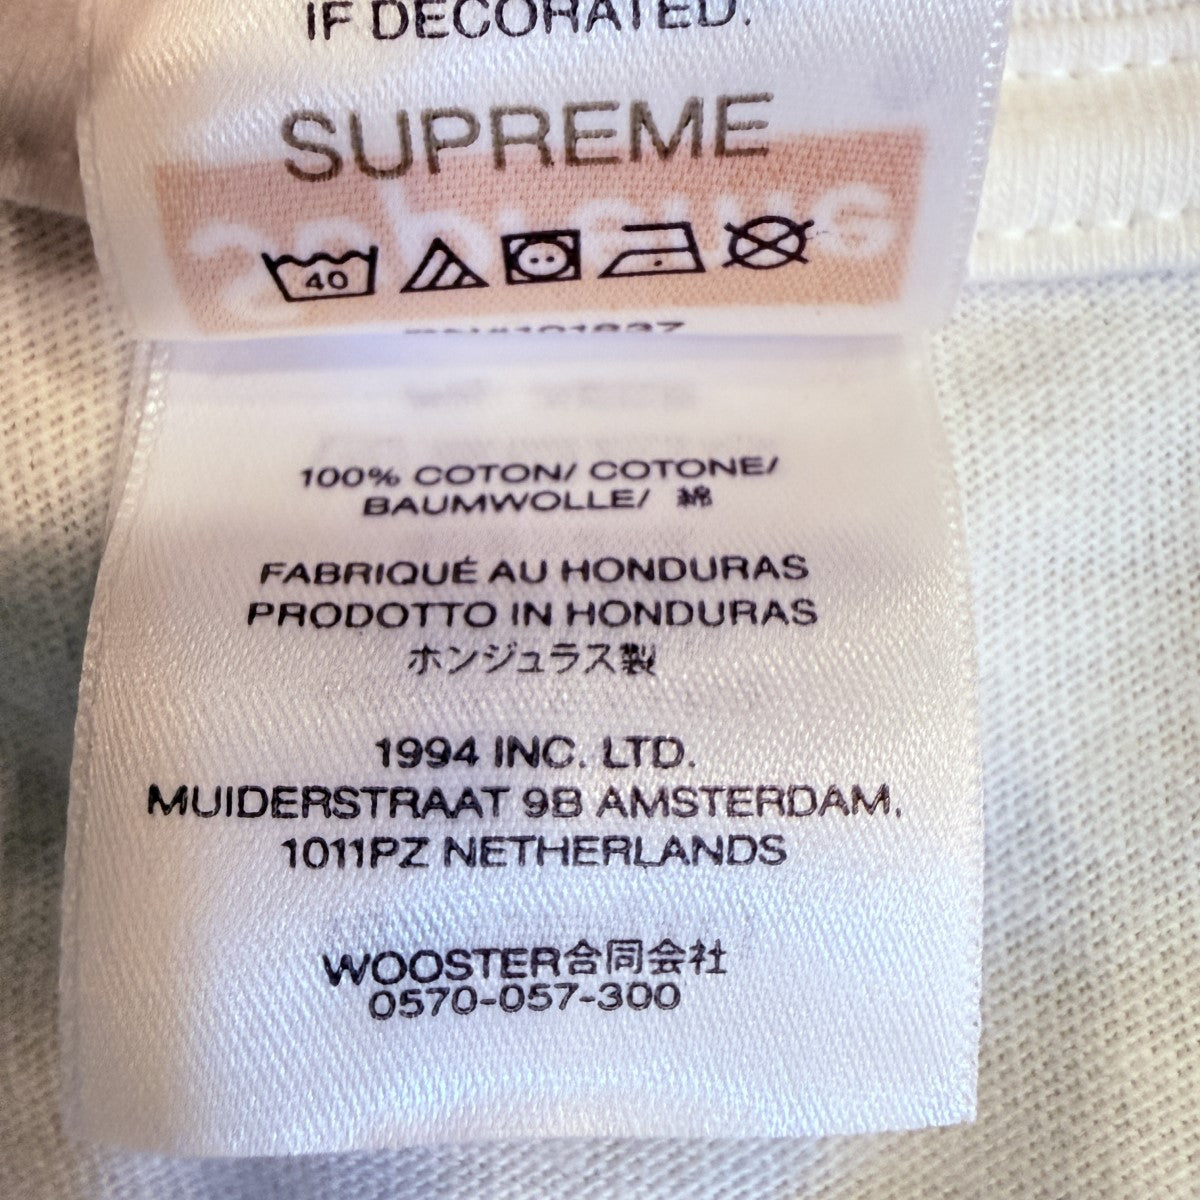 IF DECORATED.
SUPREME
40
100% COTON/ COTONE/
BAUMWOLLE/ 綿
FABRIQUÉ AU HONDURAS
PRODOTTO IN HONDURAS
ホンジュラス製
1994 INC. LTD.
MUIDERSTRAAT 9B AMSTERDAM,
1011PZ NETHERLANDS
WOOSTER合同会社
0570-057-300